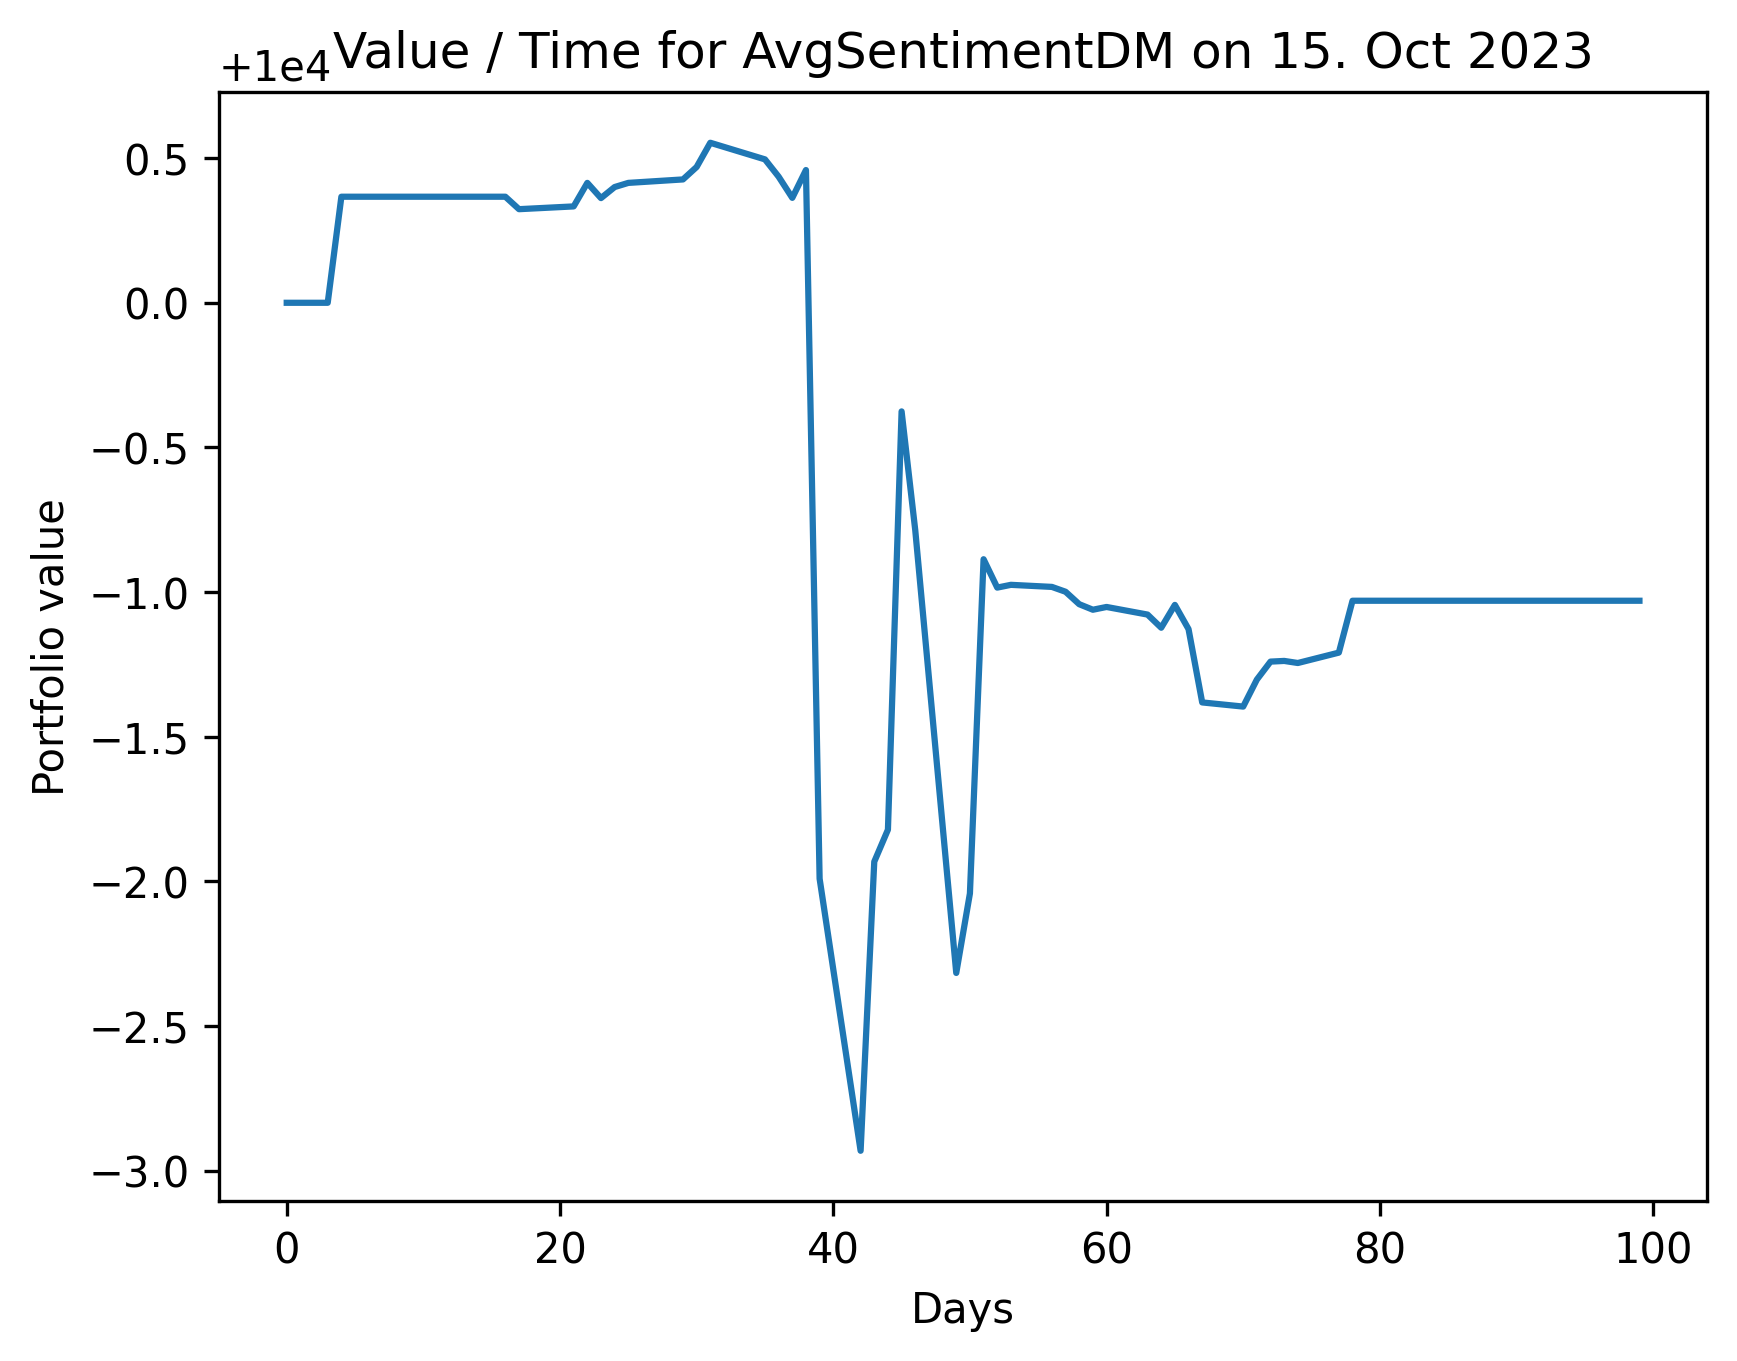 Value / Time for AvgSentimentDM on 15. Oct 2023
+1e4
0.5
0.0
−0.5
−1.0
−1.5
−2.0
−2.5
−3.0
Portfolio value
0 20 40 60 80 100
Days